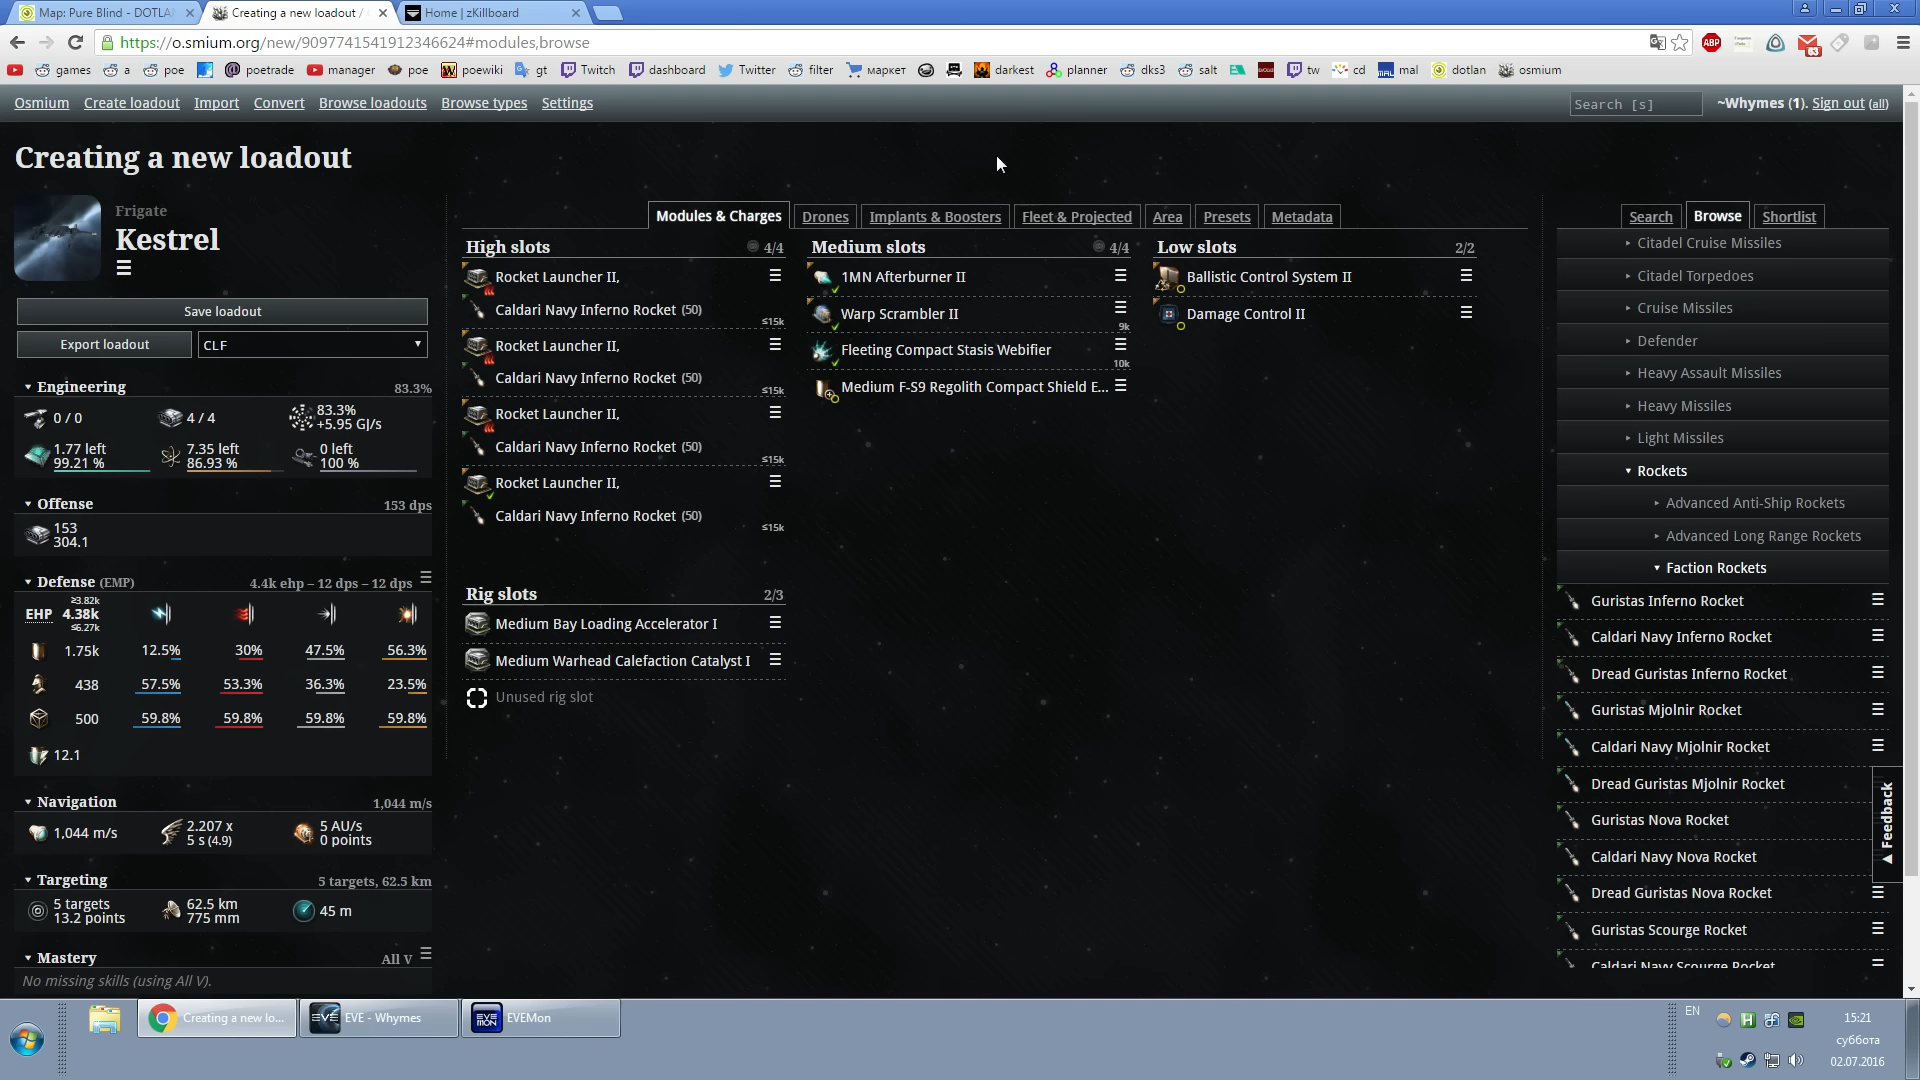 Map: Pure Blind - DOTLA
Creating a new loadout /
Home | zKillboard
https://o.smium.org/new/9097741541912346624#modules,browse
ABP
63
games
a
poe
poetrade
manager
poe
poewiki
gt
Twitch
dashboard
Twitter
filter
маркет
darkest
planner
dks3
salt
tw
cd
mal
dotlan
osmium
Osmium
Create loadout
Import
Convert
Browse loadouts
Browse types
Settings
Search [s]
~Whymes (1). Sign out (all)
Creating a new loadout
Frigate
Kestrel
Save loadout
Export loadout
CLF
Engineering
83.3%
0 / 0
4 / 4
83.3%
+5.95 GJ/s
1.77 left
99.21 %
7.35 left
86.93 %
0 left
100 %
Offense
153 dps
153
304.1
Defense (EMP)
4.4k ehp – 12 dps – 12 dps
EHP
≥3.82k
4.38k
≤6.27k
1.75k
12.5%
30%
47.5%
56.3%
438
57.5%
53.3%
36.3%
23.5%
500
59.8%
59.8%
59.8%
59.8%
12.1
Navigation
1,044 m/s
1,044 m/s
2.207 x
5 s (4.9)
5 AU/s
0 points
Targeting
5 targets, 62.5 km
5 targets
13.2 points
62.5 km
775 mm
45 m
Mastery
All V
No missing skills (using All V).
Modules & Charges
Drones
Implants & Boosters
Fleet & Projected
Area
Presets
Metadata
High slots
4/4
Rocket Launcher II,
Caldari Navy Inferno Rocket (50)
≤15k
Rocket Launcher II,
Caldari Navy Inferno Rocket (50)
≤15k
Rocket Launcher II,
Caldari Navy Inferno Rocket (50)
≤15k
Rocket Launcher II,
Caldari Navy Inferno Rocket (50)
≤15k
Medium slots
4/4
1MN Afterburner II
Warp Scrambler II
9k
Fleeting Compact Stasis Webifier
10k
Medium F-S9 Regolith Compact Shield E...
Low slots
2/2
Ballistic Control System II
Damage Control II
Rig slots
2/3
Medium Bay Loading Accelerator I
Medium Warhead Calefaction Catalyst I
Unused rig slot
Search
Browse
Shortlist
Citadel Cruise Missiles
Citadel Torpedoes
Cruise Missiles
Defender
Heavy Assault Missiles
Heavy Missiles
Light Missiles
Rockets
Advanced Anti-Ship Rockets
Advanced Long Range Rockets
Faction Rockets
Guristas Inferno Rocket
Caldari Navy Inferno Rocket
Dread Guristas Inferno Rocket
Guristas Mjolnir Rocket
Caldari Navy Mjolnir Rocket
Dread Guristas Mjolnir Rocket
Guristas Nova Rocket
Caldari Navy Nova Rocket
Dread Guristas Nova Rocket
Guristas Scourge Rocket
Caldari Navy Scourge Rocket
Feedback
Creating a new lo...
EVE - Whymes
EVEMon
EN
15:21
суббота
02.07.2016